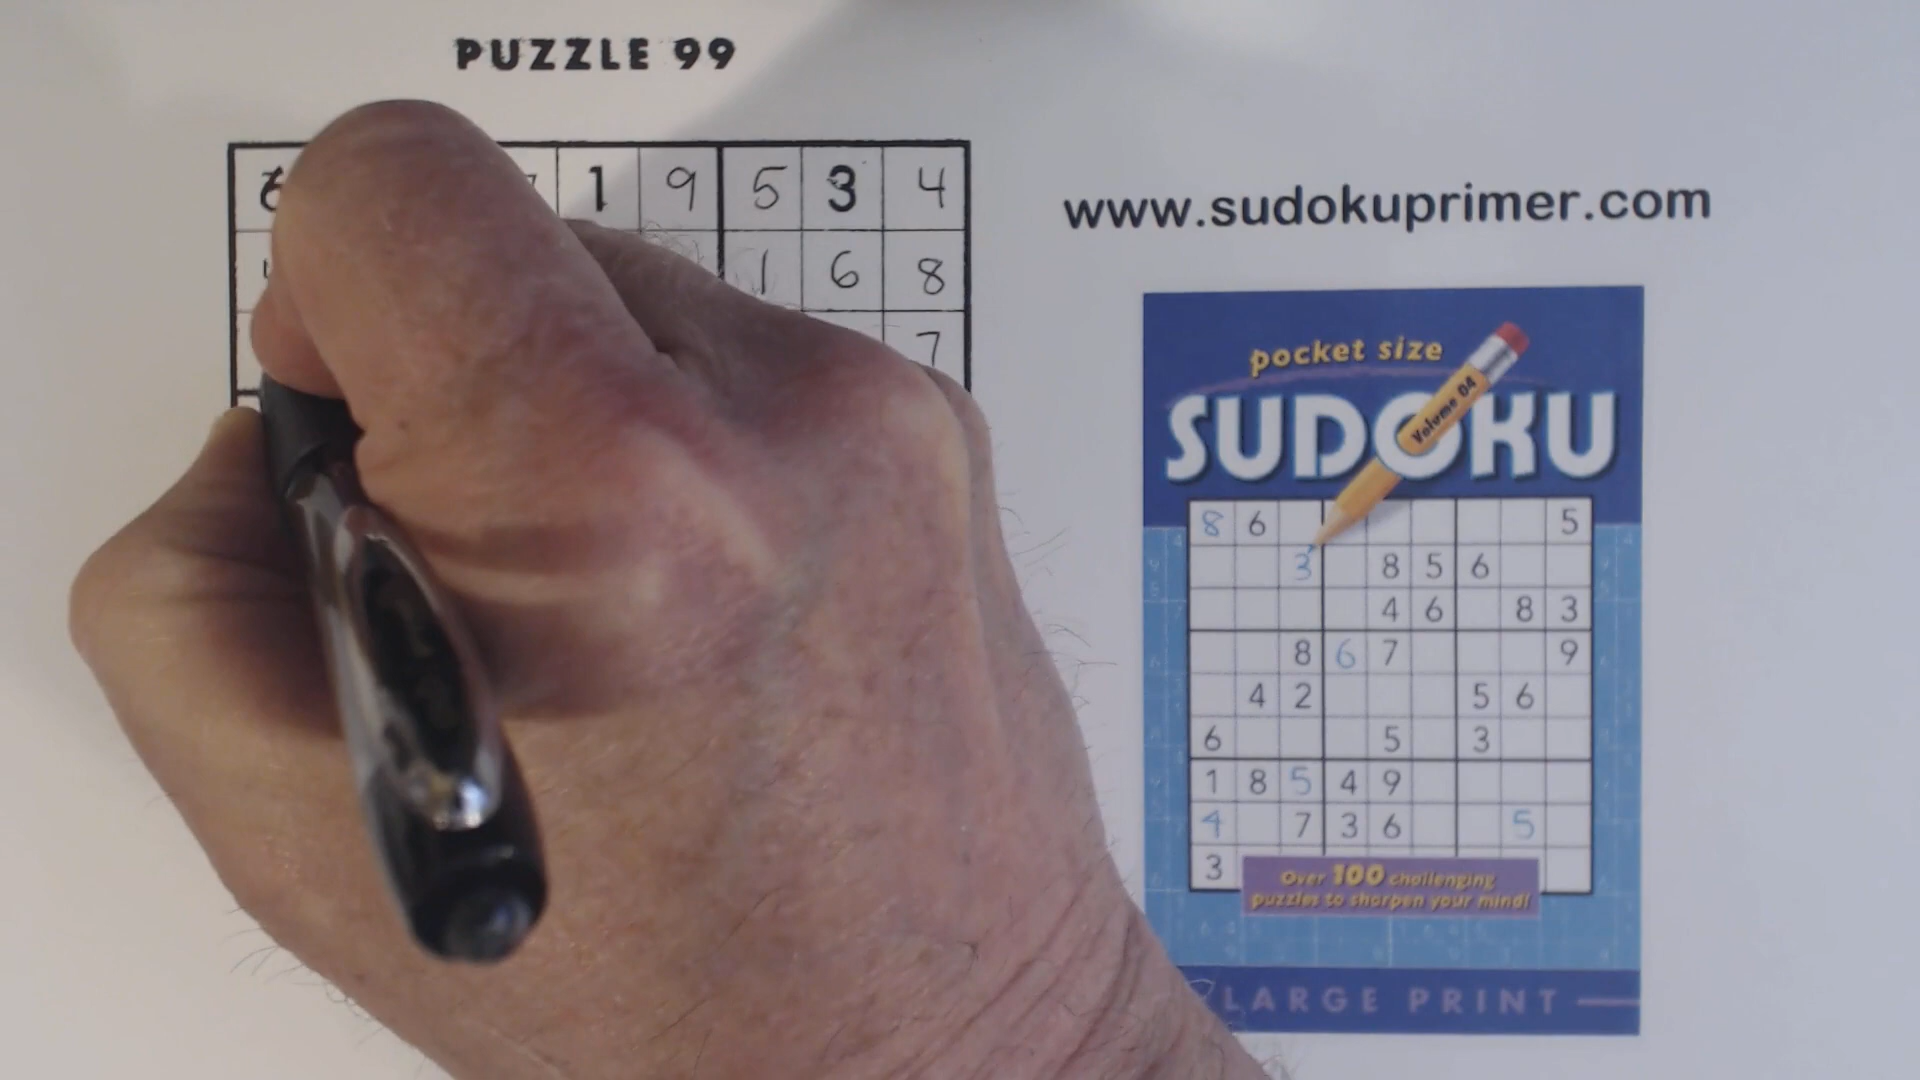 PUZZLE 99
6 1 9 5 3 4
1 6 8
7
www.sudokuprimer.com
pocket size
Volume 04
SUDOKU
8 6 5
3 8 5 6
4 6 8 3
8 6 7 9
4 2 5 6
6 5 3
1 8 5 4 9
4 7 3 6 5
3
Over 100 challenging
puzzles to sharpen your mind!
LARGE PRINT